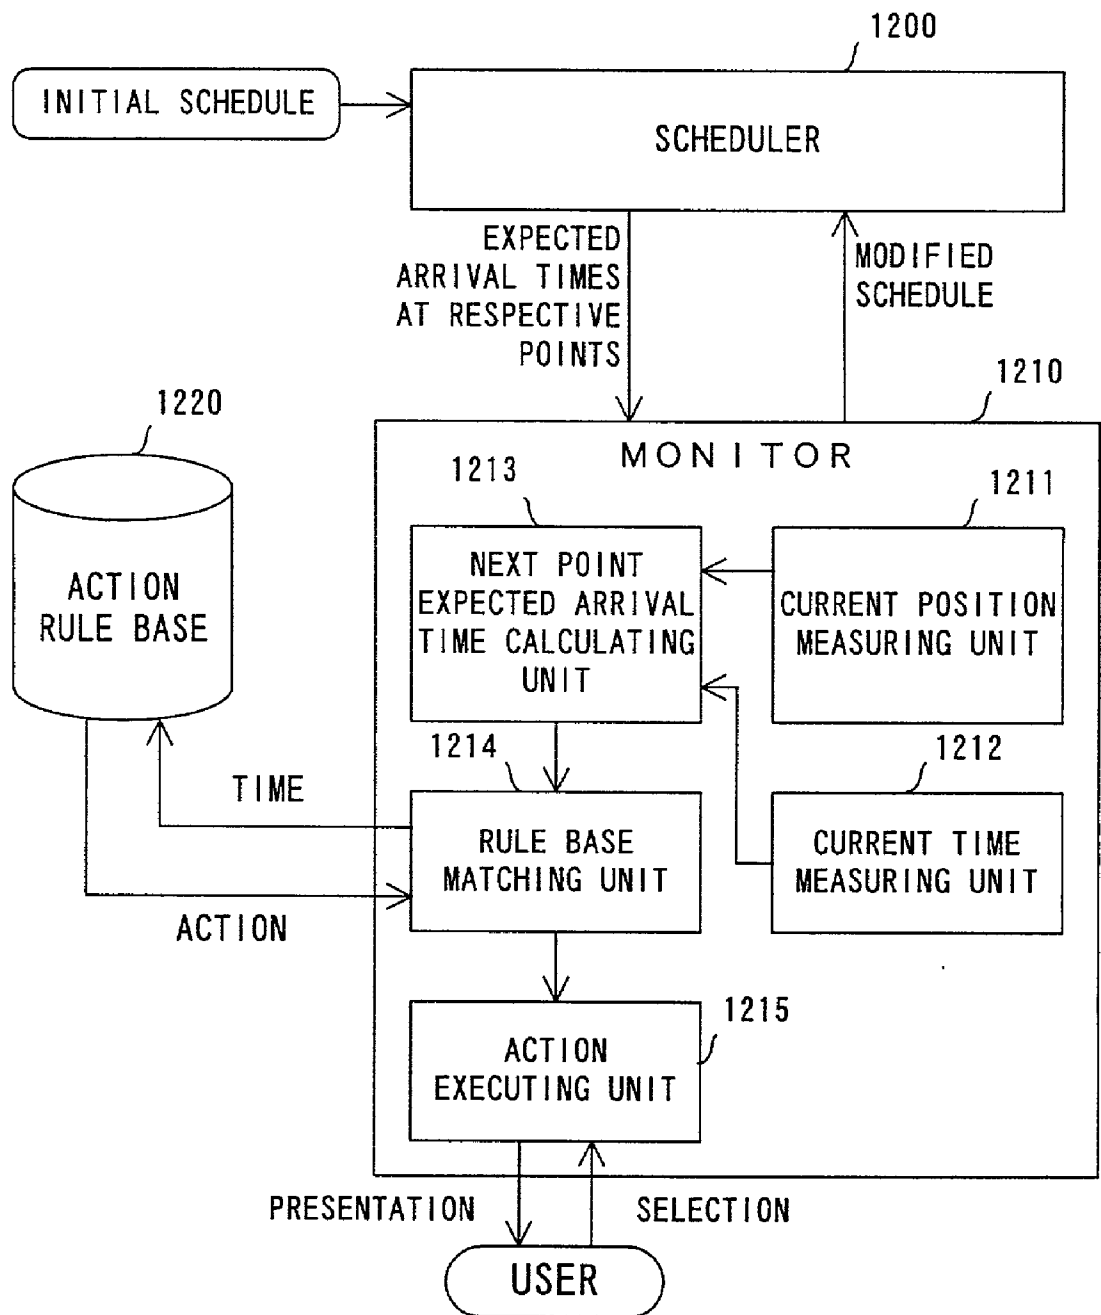 1200
INITIAL SCHEDULE
SCHEDULER
EXPECTED
ARRIVAL TIMES
AT RESPECTIVE
POINTS
MODIFIED
SCHEDULE
1210
1220
MONITOR
1213
1211
ACTION
RULE BASE
NEXT POINT
EXPECTED ARRIVAL
TIME CALCULATING
UNIT
CURRENT POSITION
MEASURING UNIT
1214
1212
TIME
RULE BASE
MATCHING UNIT
CURRENT TIME
MEASURING UNIT
ACTION
1215
ACTION
EXECUTING UNIT
PRESENTATION
SELECTION
USER